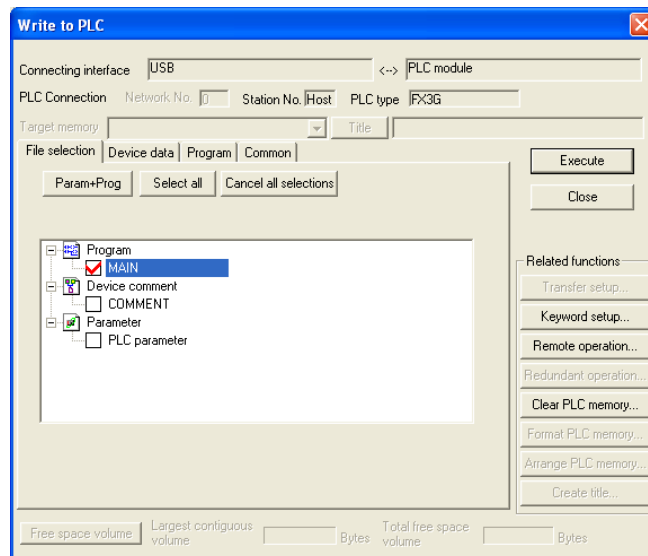 Write to PLC
Connecting interface USB <--> PLC module
PLC Connection Network No. 0 Station No. Host PLC type FX3G
Target memory Title
File selection Device data Program Common
Execute
Param+Prog Select all Cancel all selections
Close
Program
MAIN
Device comment
COMMENT
Parameter
PLC parameter
Related functions
Transfer setup...
Keyword setup...
Remote operation...
Redundant operation...
Clear PLC memory...
Format PLC memory...
Arrange PLC memory...
Create title...
Free space volume Largest contiguous volume Bytes Total free space volume Bytes